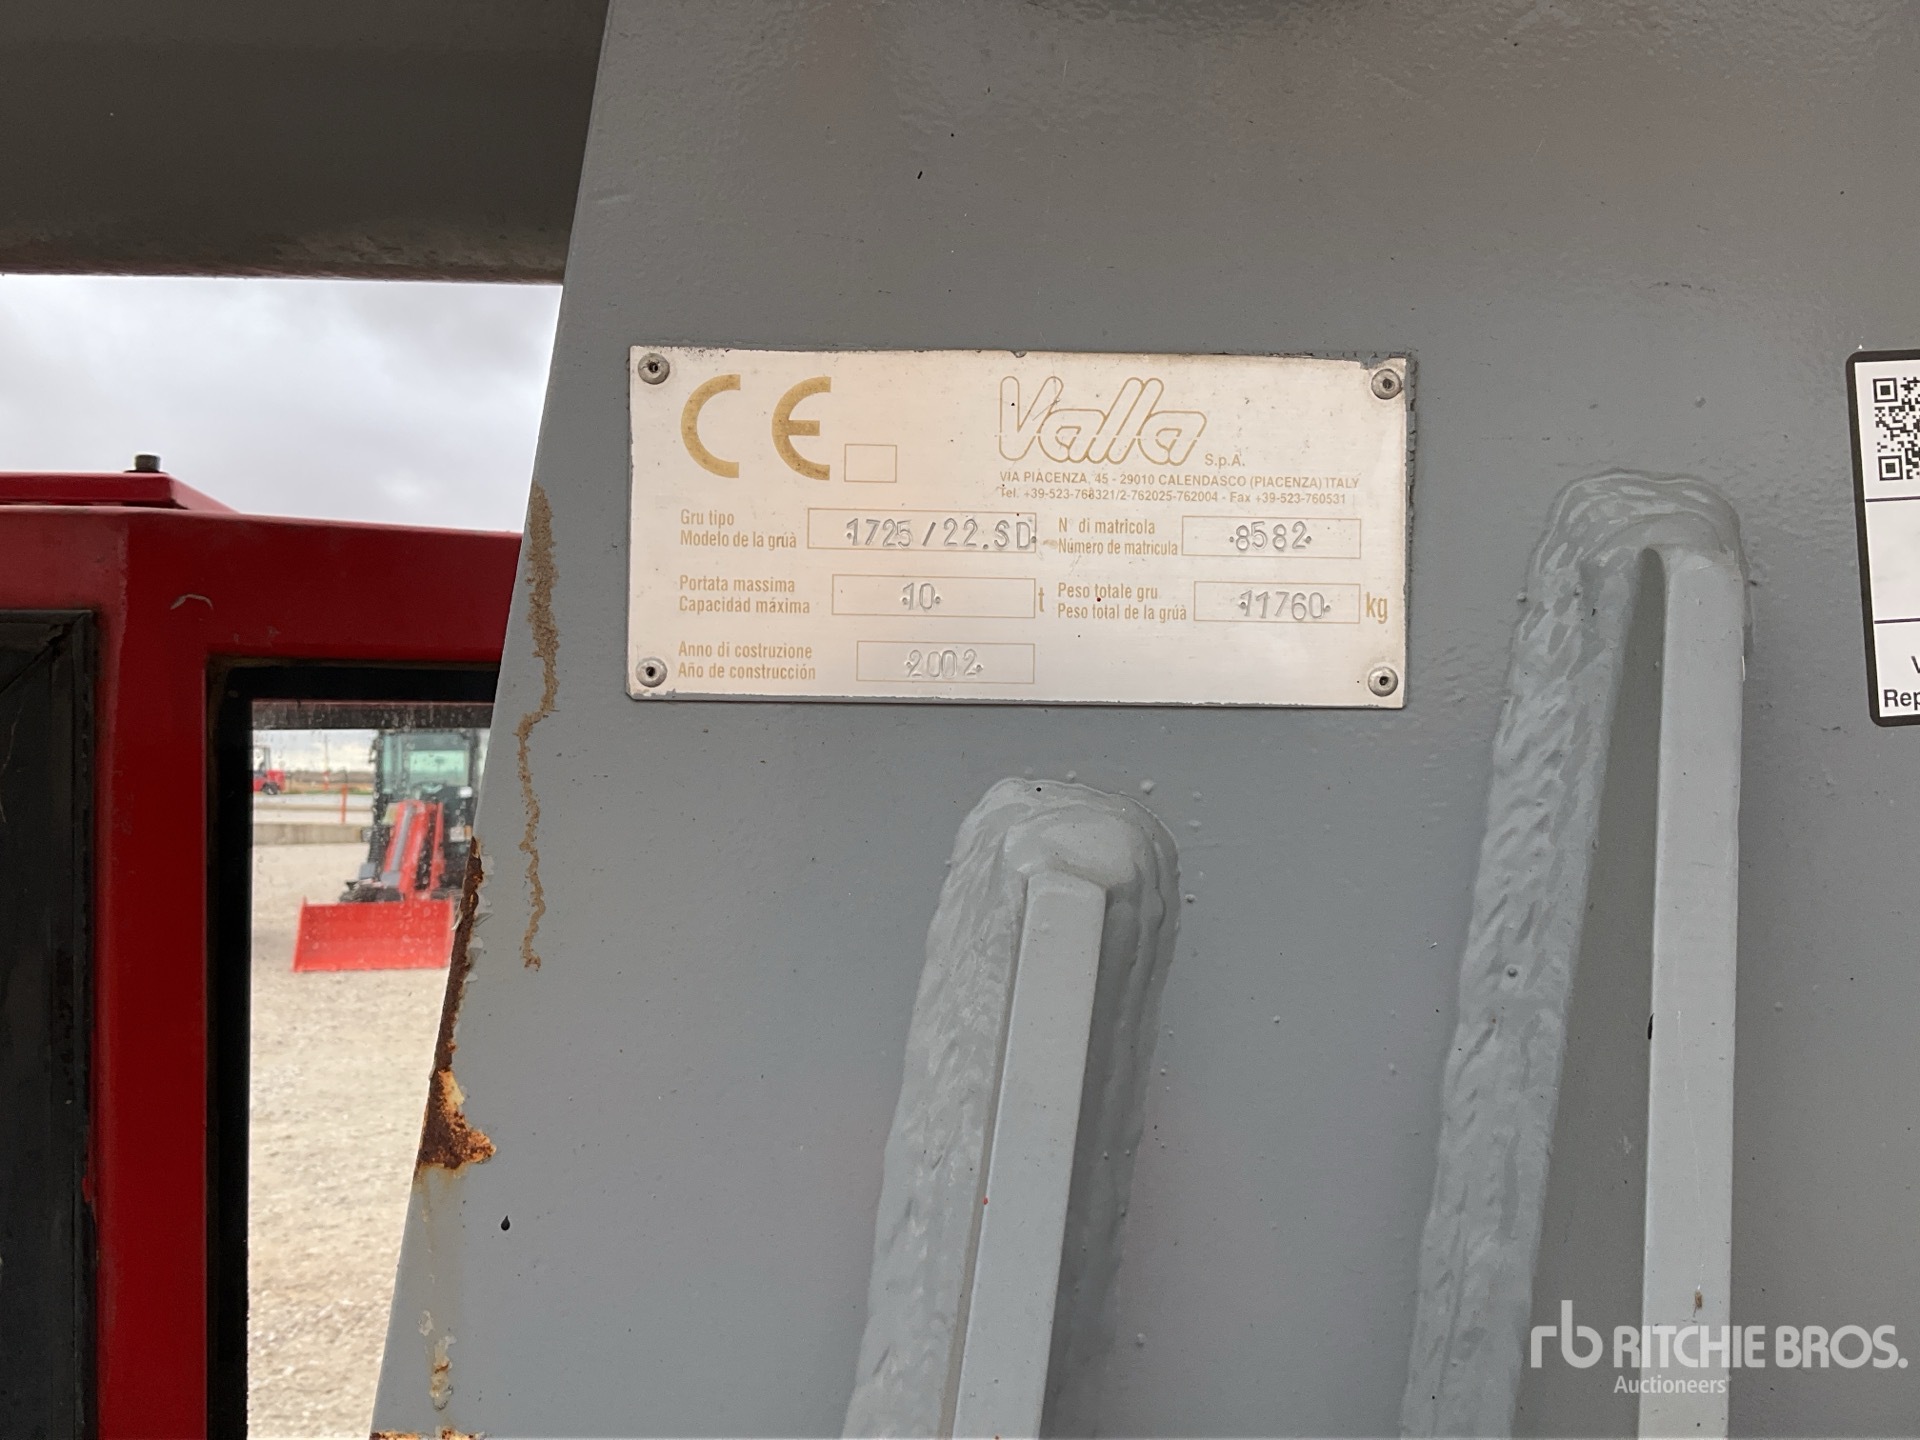 CE
Valla S.p.A.
VIA PIACENZA, 45 - 29010 CALENDASCO (PIACENZA) ITALY
Tel. +39-523-768321/2-762025-762004 - Fax +39-523-760531
Gru tipo
Modelo de la grúa
1725/22.SD
N° di matricola
Número de matricula
8582
Portata massima
Capacidad máxima
10 t
Peso totale gru
Peso total de la grúa
11760 kg
Anno di costruzione
Año de construcción
2002
Rep
rb RITCHIE BROS.
Auctioneers